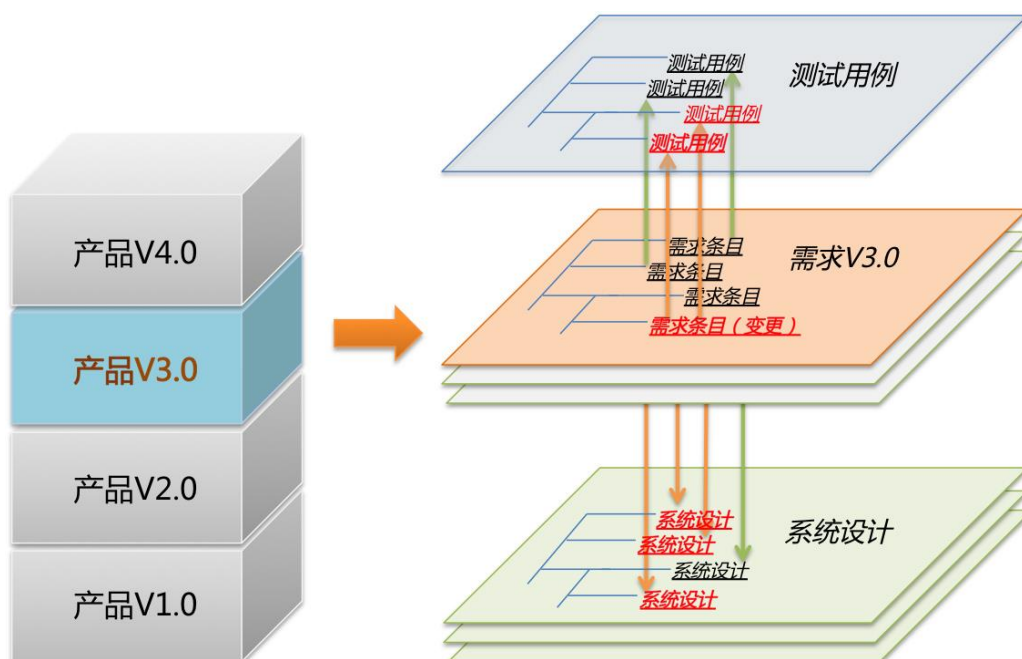 产品V4.0
产品V3.0
产品V2.0
产品V1.0
测试用例
测试用例
测试用例
测试用例
测试用例
需求V3.0
需求条目
需求条目
需求条目
需求条目（变更）
系统设计
系统设计
系统设计
系统设计
系统设计